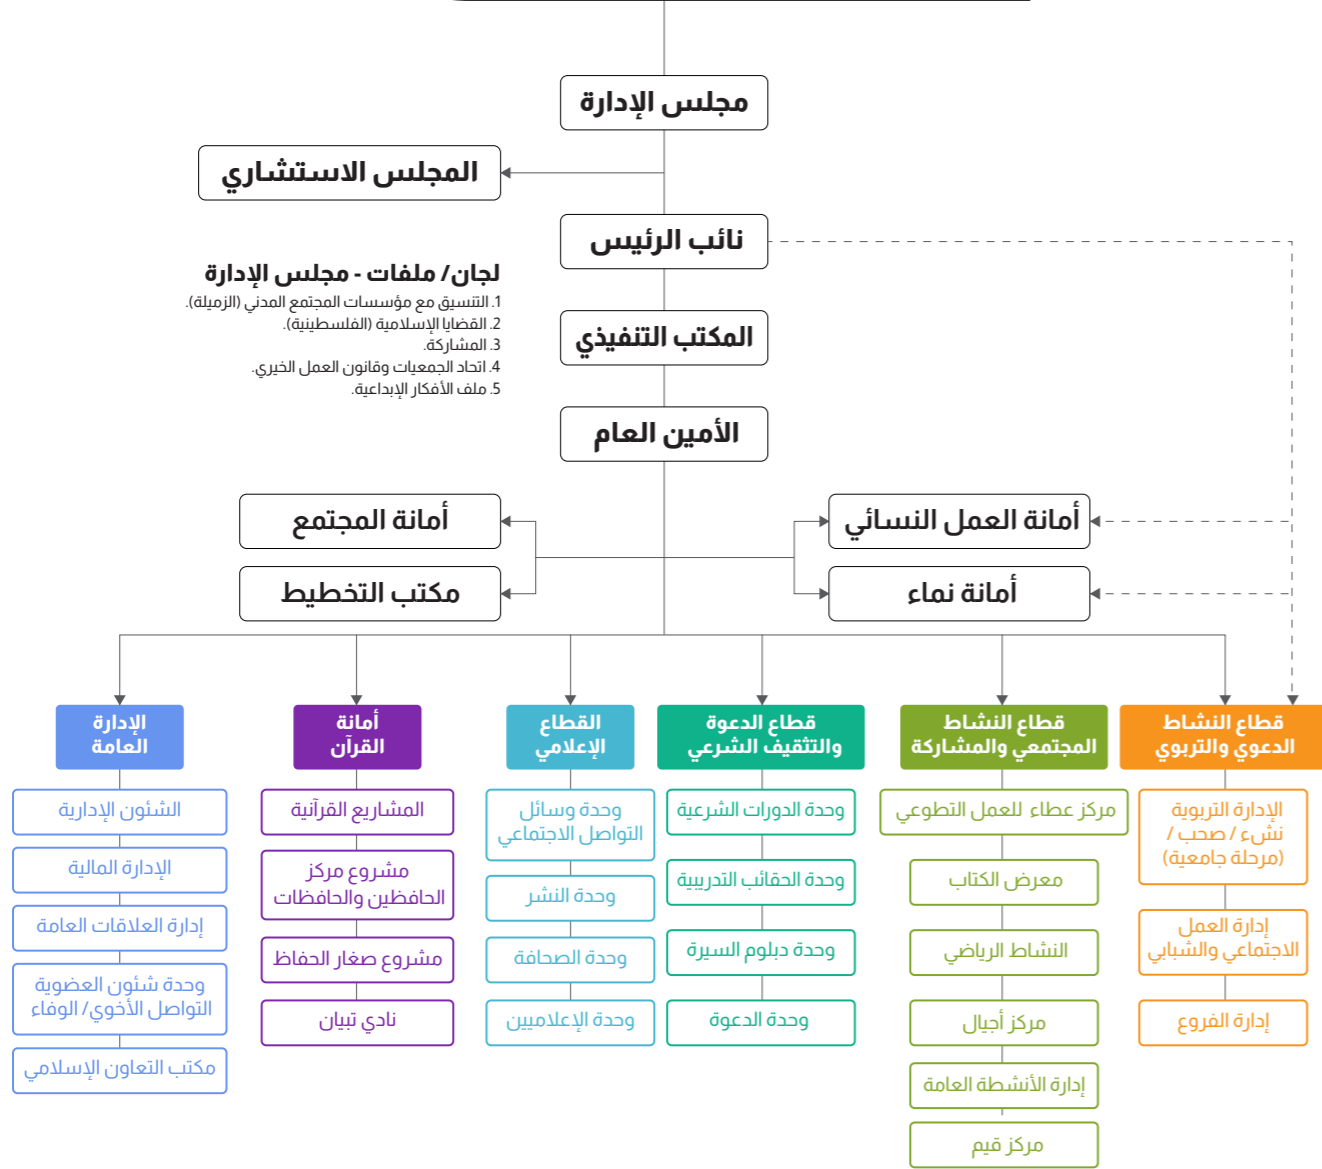 مجلس الإدارة
المجلس الاستشاري
نائب الرئيس
لجان/ ملفات - مجلس الإدارة
1. التنسيق مع مؤسسات المجتمع المدني (الزميلة).
2. القضايا الإسلامية (الفلسطينية).
3. المشاركة.
4. اتحاد الجمعيات وقانون العمل الخيري.
5. ملف الأفكار الإبداعية.
المكتب التنفيذي
الأمين العام
أمانة العمل النسائي
أمانة المجتمع
أمانة نماء
مكتب التخطيط
قطاع النشاط
الدعوي والتربوي
الإدارة التربوية
نشء / صحب /
(مرحلة جامعية)
إدارة العمل
الاجتماعي والشبابي
إدارة الفروع
قطاع النشاط
المجتمعي والمشاركة
مركز عطاء للعمل التطوعي
معرض الكتاب
النشاط الرياضي
مركز أجيال
إدارة الأنشطة العامة
مركز قيم
قطاع الدعوة
والتثقيف الشرعي
وحدة الدورات الشرعية
وحدة الحقائب التدريبية
وحدة دبلوم السيرة
وحدة الدعوة
القطاع
الإعلامي
وحدة وسائل
التواصل الاجتماعي
وحدة النشر
وحدة الصحافة
وحدة الإعلاميين
أمانة
القرآن
المشاريع القرآنية
مشروع مركز
الحافظين والحافظات
مشروع صغار الحفاظ
نادي تبيان
الإدارة
العامة
الشئون الإدارية
الإدارة المالية
إدارة العلاقات العامة
وحدة شئون العضوية
التواصل الأخوي/ الوفاء
مكتب التعاون الإسلامي